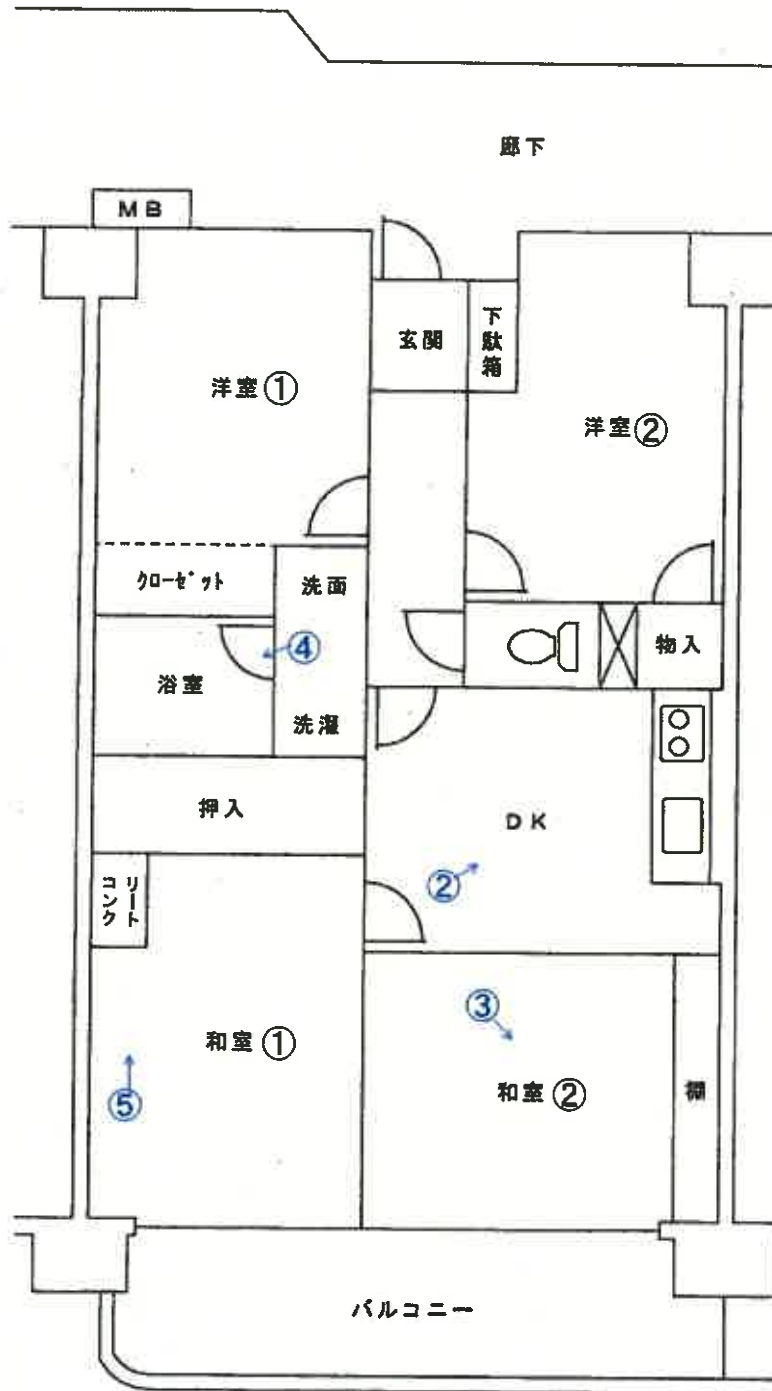 廊下
MB
玄関
下駄箱
洋室①
洋室②
クローゼット
洗面
④
浴室
物入
洗濯
押入
DK
②
コンク
リート
③
和室①
和室②
棚
⑤
バルコニー